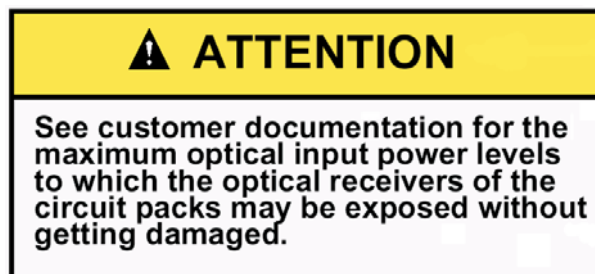 ATTENTION
See customer documentation for the
maximum optical input power levels
to which the optical receivers of the
circuit packs may be exposed without
getting damaged.